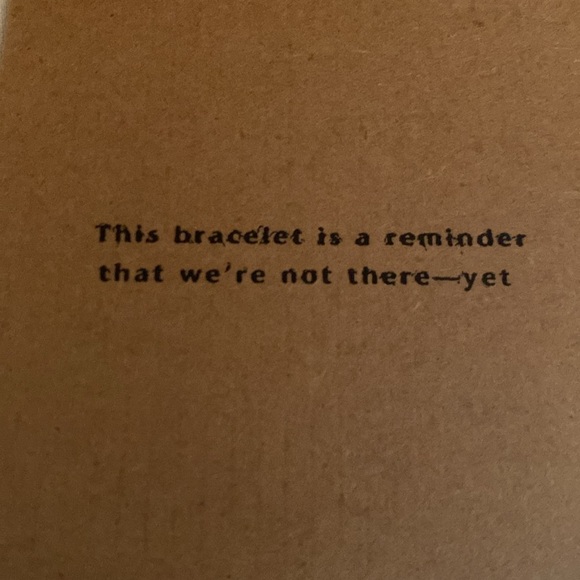 This bracelet is a reminder
that we're not there—yet